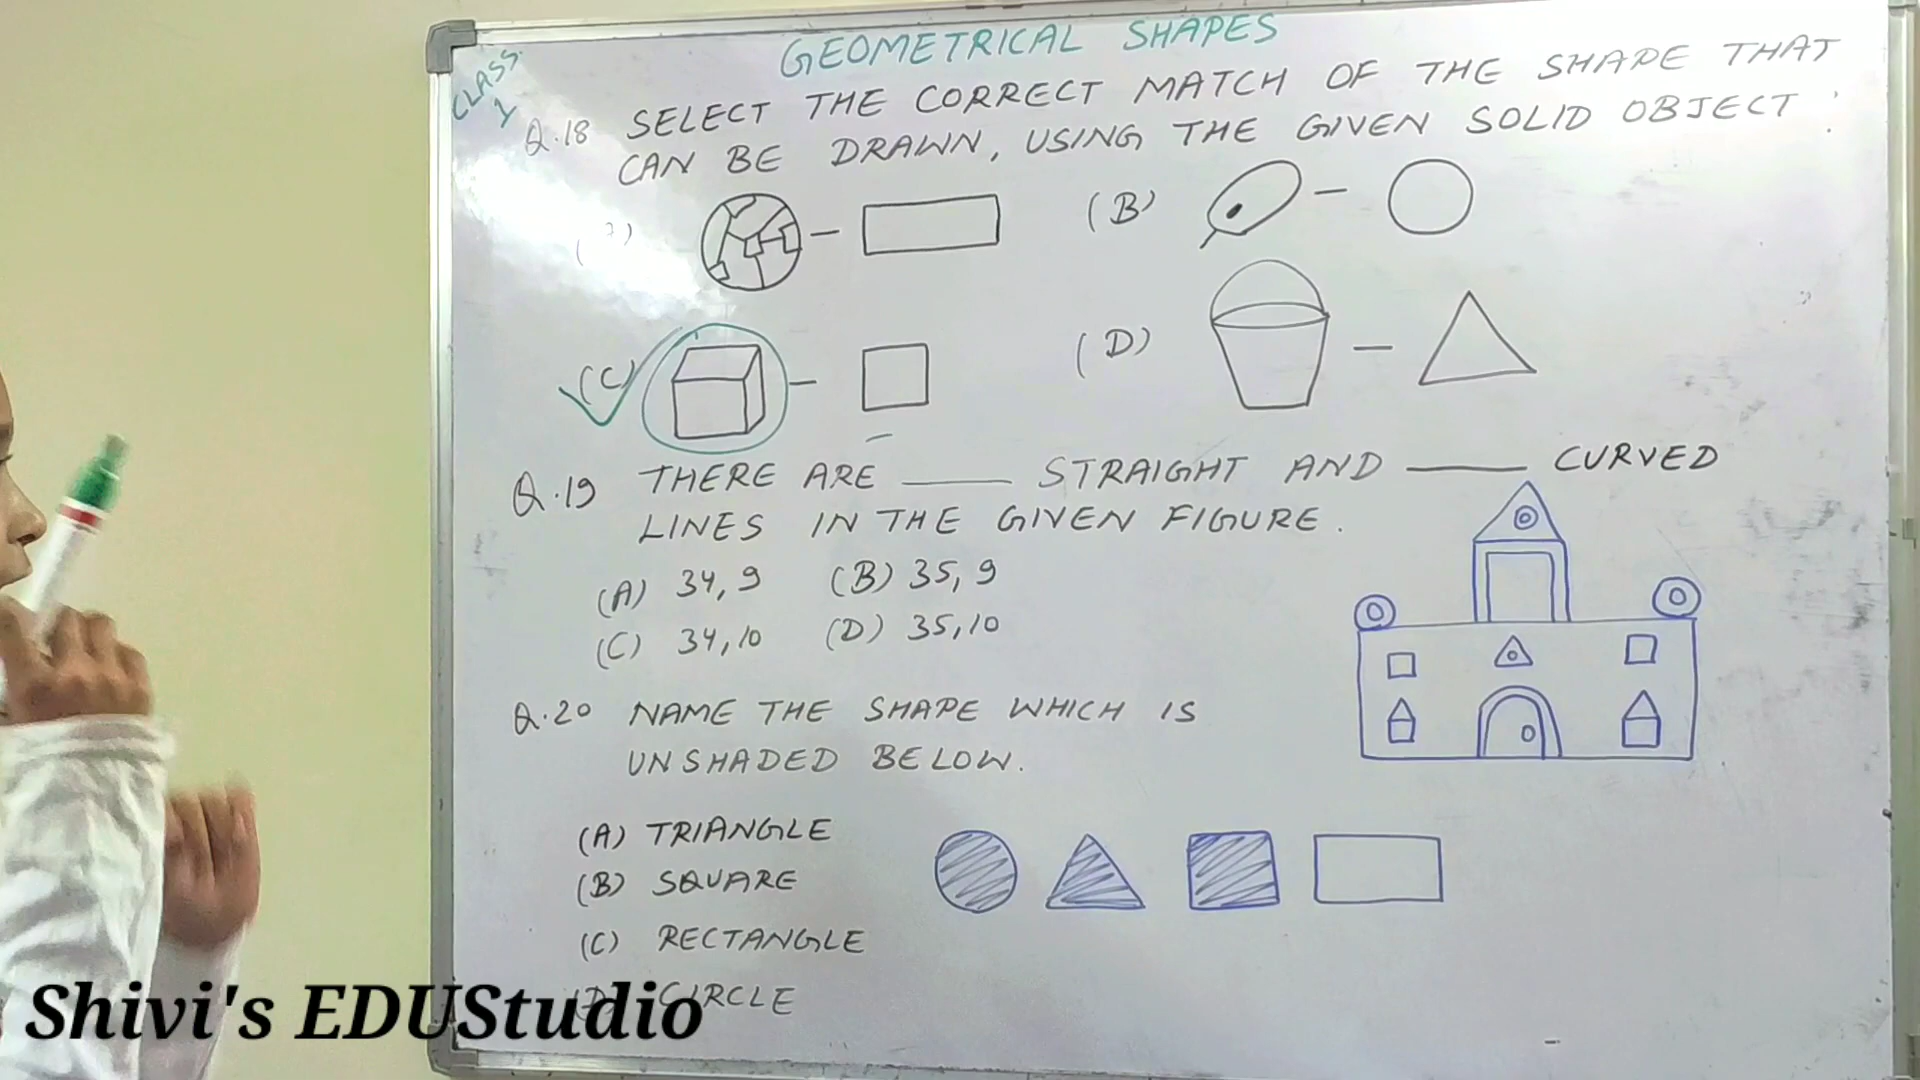 GEOMETRICAL SHAPES
CLASS
1
Q.18 SELECT THE CORRECT MATCH OF THE SHAPE THAT
CAN BE DRAWN, USING THE GIVEN SOLID OBJECT :
(B)
(C)
(D)
Q.19 THERE ARE ____ STRAIGHT AND ____ CURVED
LINES IN THE GIVEN FIGURE.
(A) 34, 9 (B) 35, 9
(C) 34, 10 (D) 35, 10
Q.20 NAME THE SHAPE WHICH IS
UNSHADED BELOW.
(A) TRIANGLE
(B) SQUARE
(C) RECTANGLE
(D) CIRCLE
Shivi's EDUStudio